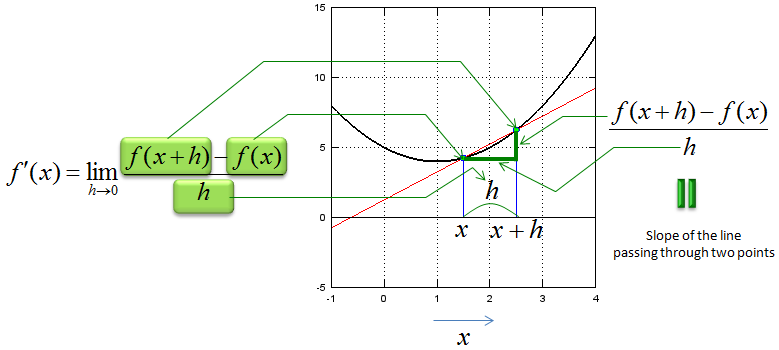 f'(x) = lim h→0 f(x+h) − f(x) / h
15
10
5
0
-5
-1 0 1 2 3 4
h
x x + h
x
f(x+h) − f(x) / h
=
Slope of the line
passing through two points